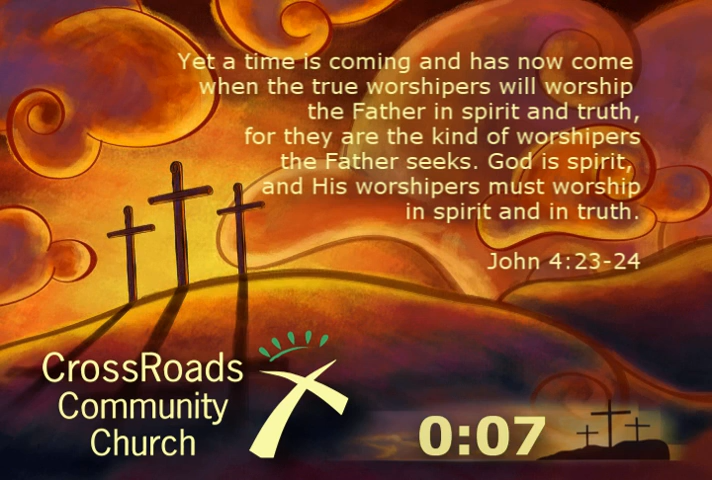 Yet a time is coming and has now come
when the true worshipers will worship
the Father in spirit and truth,
for they are the kind of worshipers
the Father seeks. God is spirit,
and His worshipers must worship
in spirit and in truth.
John 4:23-24
CrossRoads
Community
Church
0:07